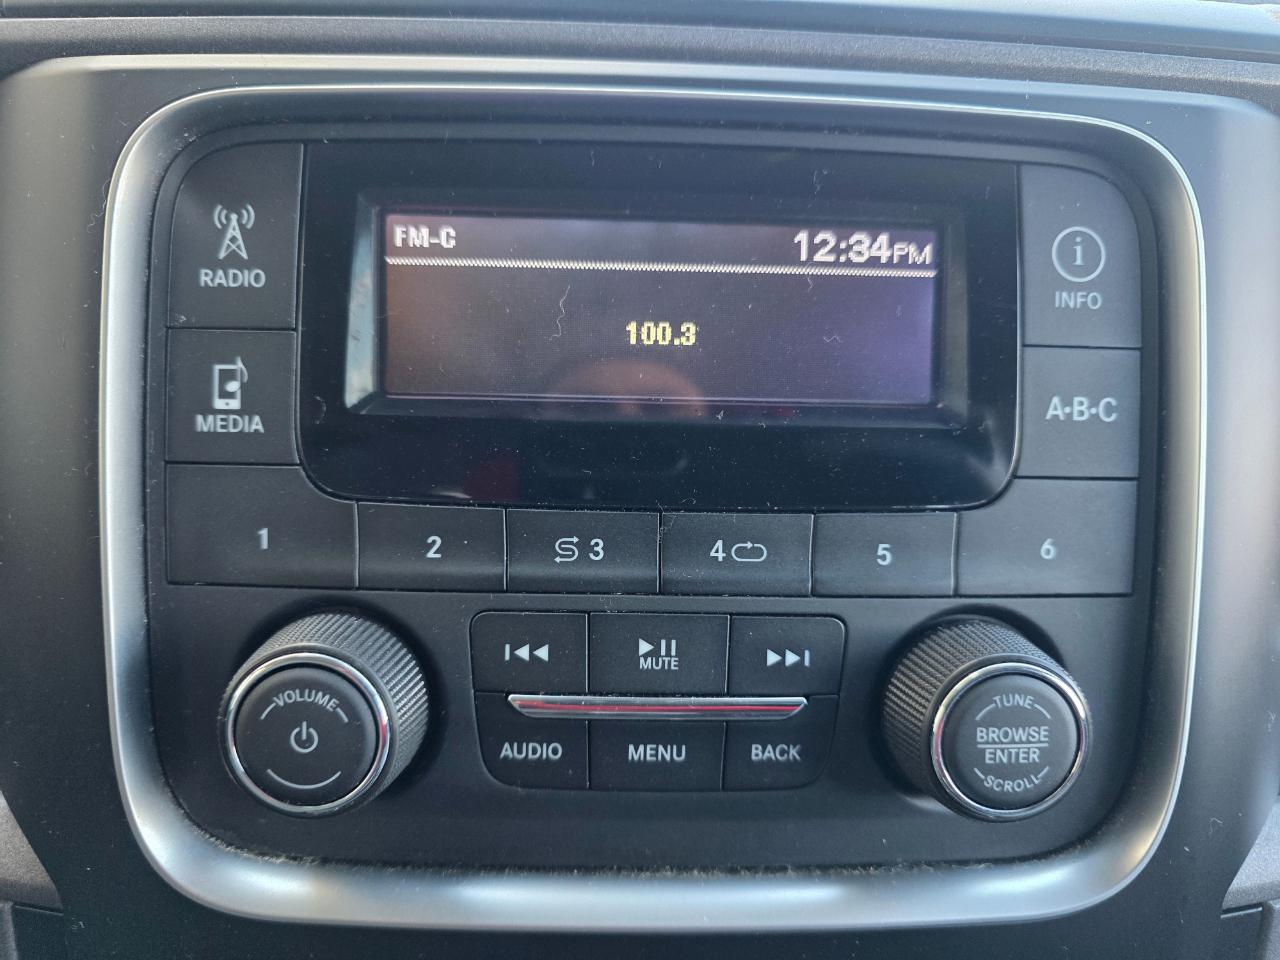 FM-C 12:34PM
100.3
RADIO
MEDIA
i
INFO
A•B•C
1 2 3 4 5 6
MUTE
AUDIO MENU BACK
VOLUME
TUNE
BROWSE
ENTER
SCROLL